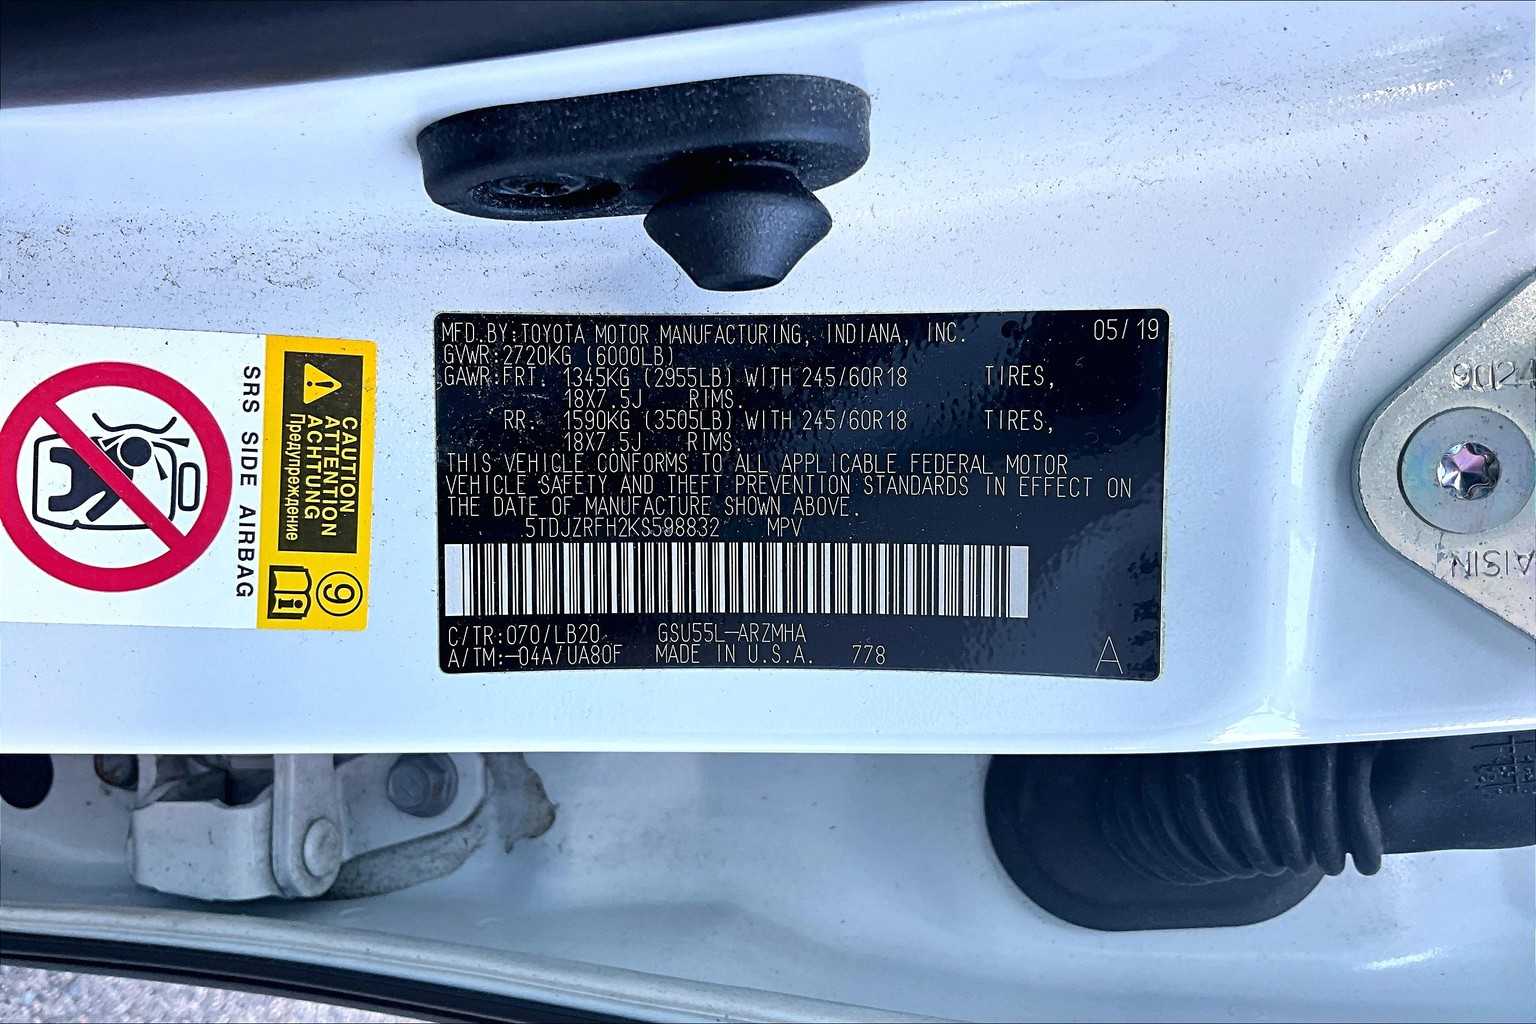 MFD.BY:TOYOTA MOTOR MANUFACTURING, INDIANA, INC. 05/19
GVWR:2720KG (6000LB)
GAWR:FRT. 1345KG (2955LB) WITH 245/60R18 TIRES,
18X7.5J RIMS.
RR. 1590KG (3505LB) WITH 245/60R18 TIRES,
18X7.5J RIMS.
THIS VEHICLE CONFORMS TO ALL APPLICABLE FEDERAL MOTOR
VEHICLE SAFETY AND THEFT PREVENTION STANDARDS IN EFFECT ON
THE DATE OF MANUFACTURE SHOWN ABOVE.
5TDJZRFH2KS598832 MPV
C/TR:070/LB20 GSU55L-ARZMHA
A/TM:-04A/UA80F MADE IN U.S.A. 778 A
CAUTION
ATTENTION
ACHTUNG
Предупреждение
9
SRS SIDE AIRBAG
AISIN